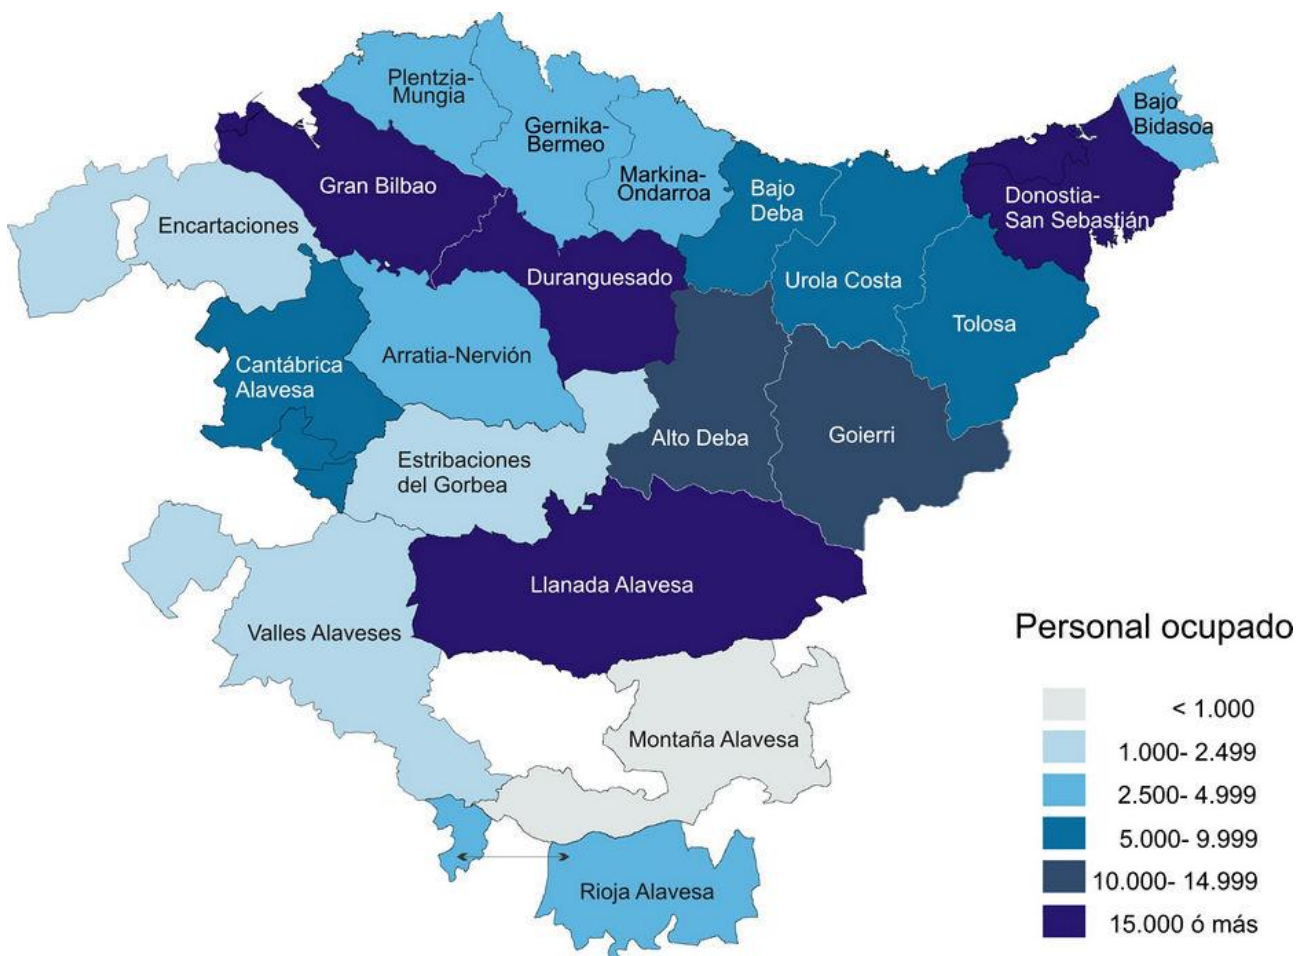 Plentzia-
Mungia
Gernika-
Bermeo
Markina-
Ondarroa
Bajo
Bidasoa
Gran Bilbao
Bajo
Deba
Donostia-
San Sebastián
Encartaciones
Duranguesado
Urola Costa
Tolosa
Cantábrica
Alavesa
Arratia-Nervión
Alto Deba
Goierri
Estribaciones
del Gorbea
Llanada Alavesa
Valles Alaveses
Montaña Alavesa
Rioja Alavesa
Personal ocupado
< 1.000
1.000- 2.499
2.500- 4.999
5.000- 9.999
10.000- 14.999
15.000 ó más